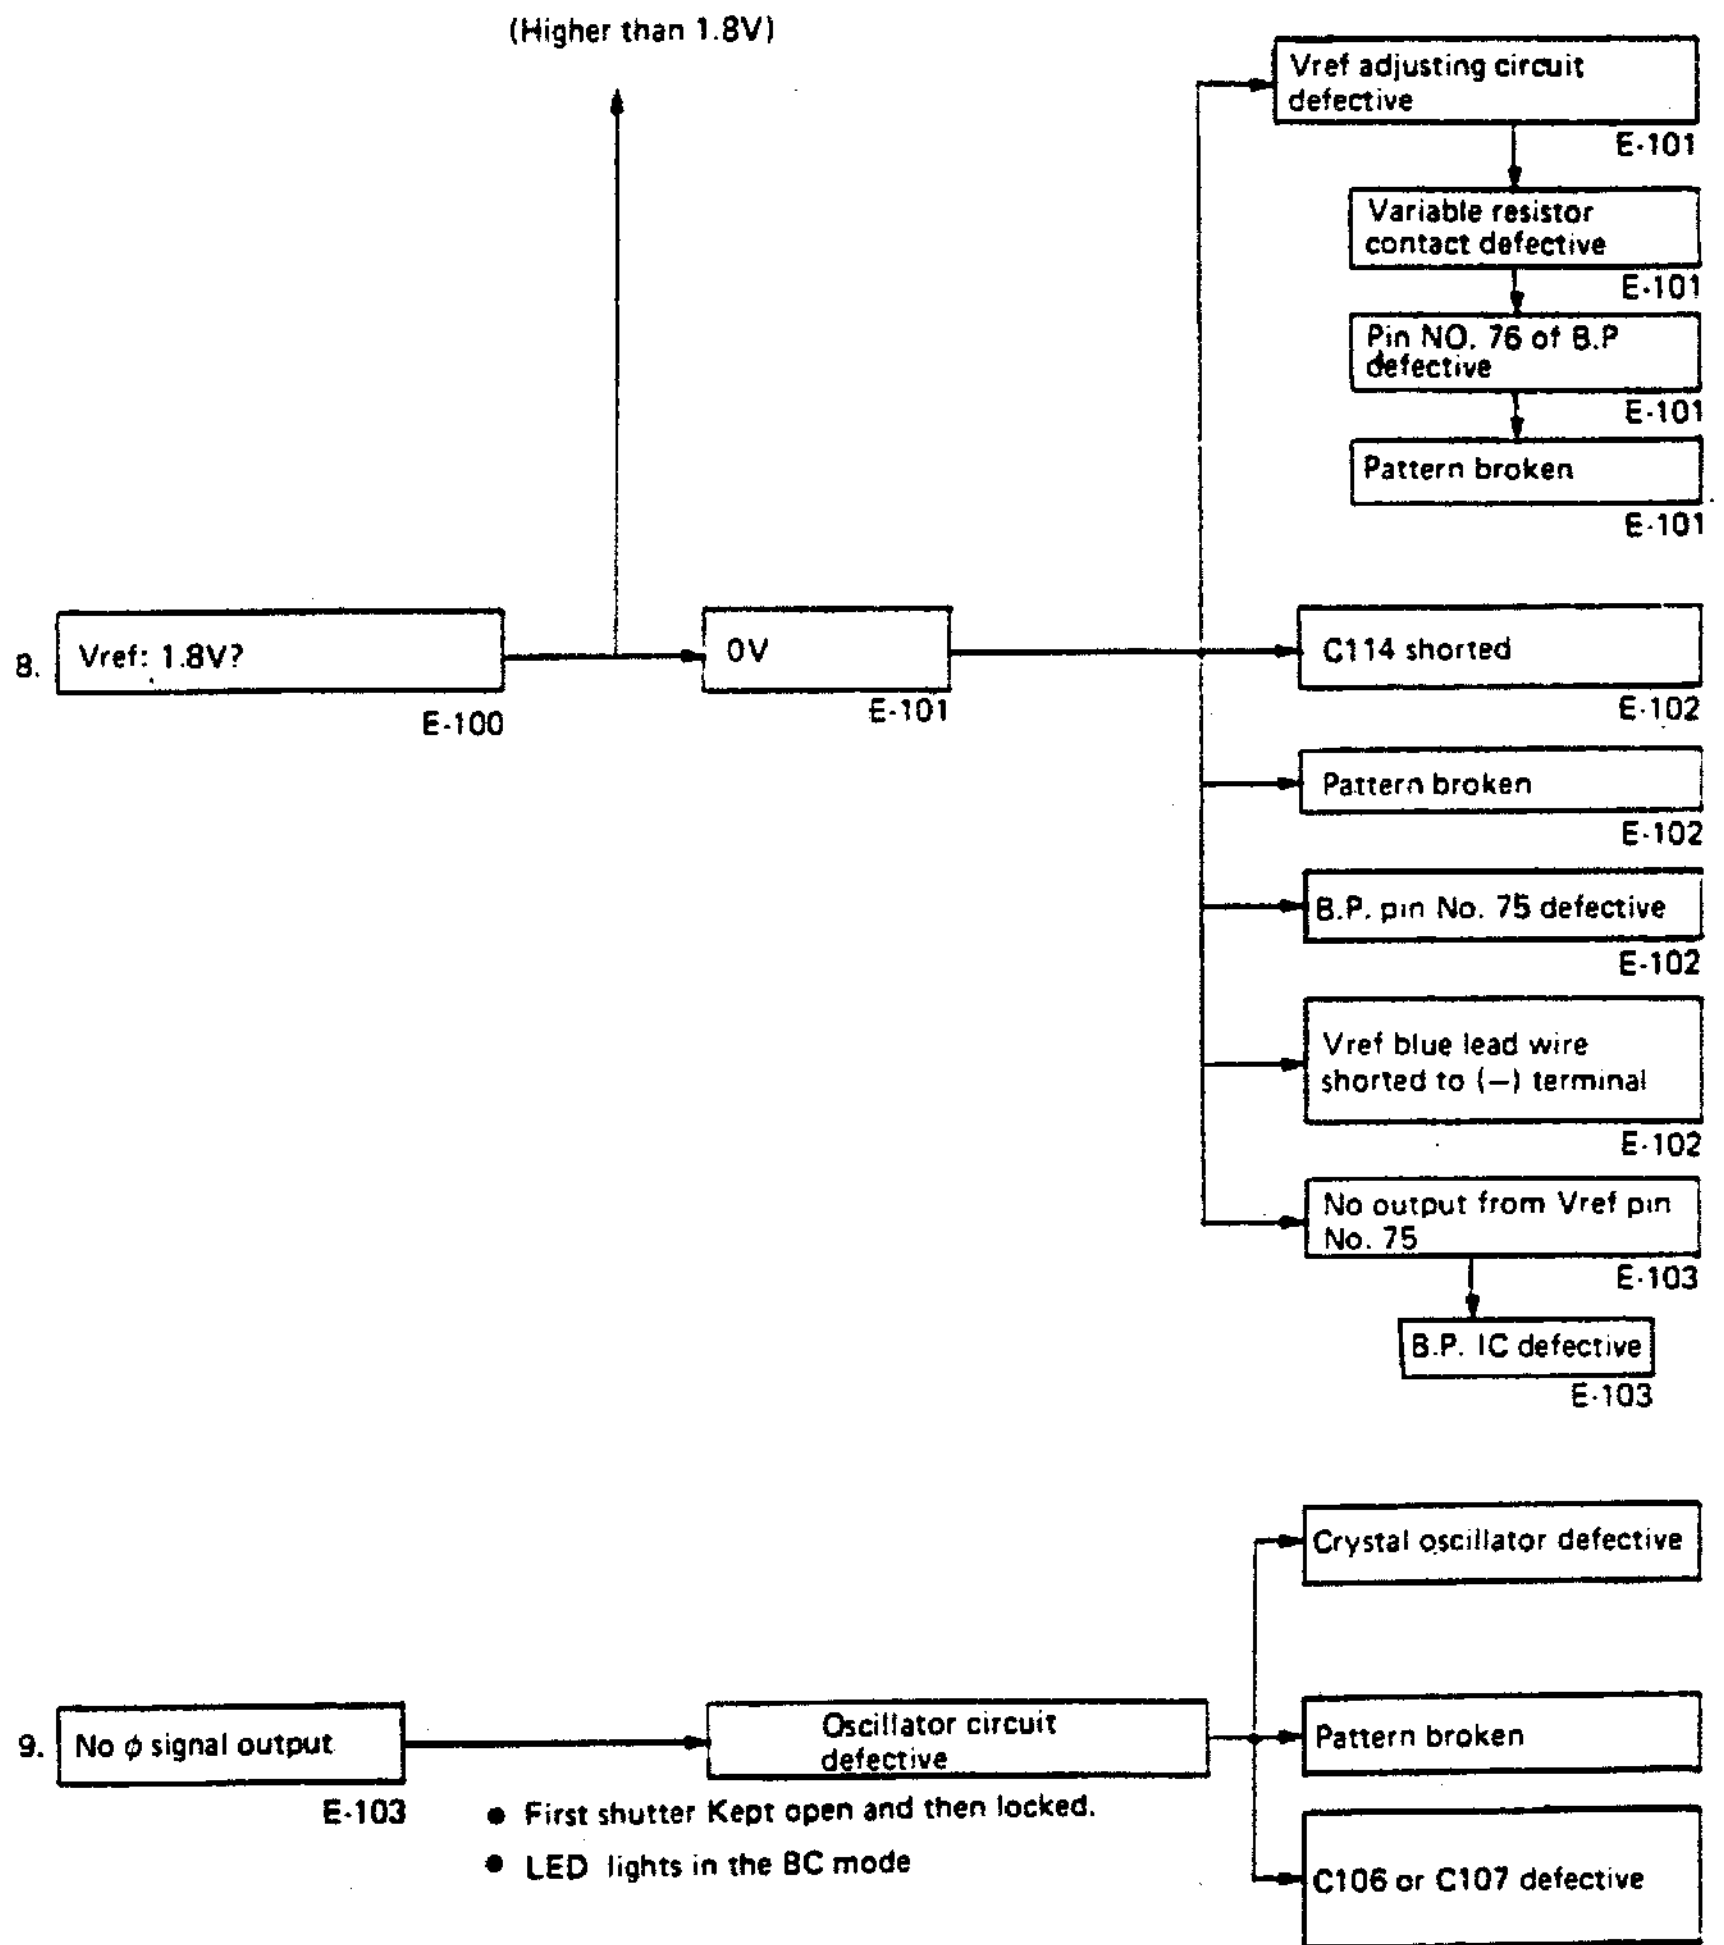 (Higher than 1.8V)
Vref adjusting circuit
defective
E-101
Variable resistor
contact defective
E-101
Pin NO. 76 of B.P
defective
E-101
Pattern broken
E-101
8.
Vref: 1.8V?
E-100
0V
E-101
C114 shorted
E-102
Pattern broken
E-102
B.P. pin No. 75 defective
E-102
Vref blue lead wire
shorted to (—) terminal
E-102
No output from Vref pin
No. 75
E-103
B.P. IC defective
E-103
9.
No ϕ signal output
E-103
Oscillator circuit
defective
● First shutter Kept open and then locked.
● LED lights in the BC mode
Crystal oscillator defective
Pattern broken
C106 or C107 defective